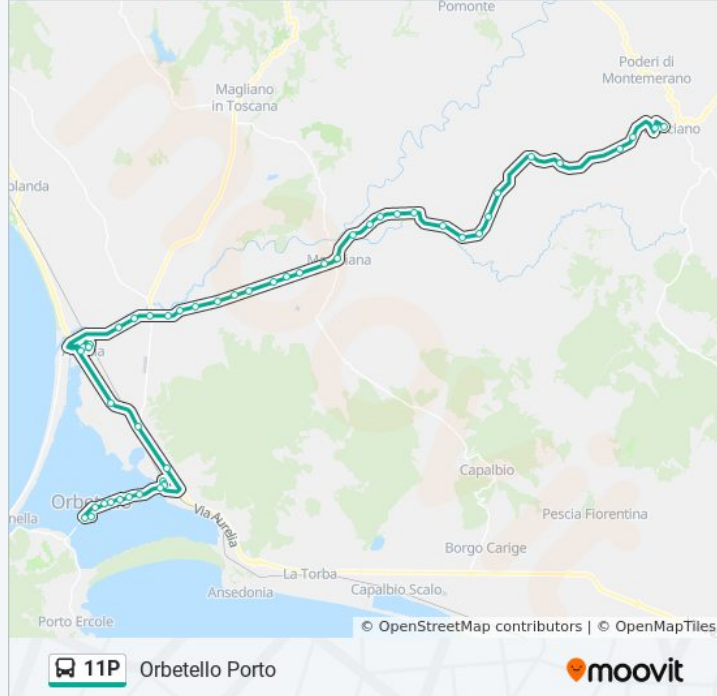 Pomonte
Poderi di
Montemerano
Magliano
in Toscana
Orbetello
Via Aurelia
Capalbio
Pescia Fiorentina
Borgo Carige
La Torba
Capalbio Scalo
Ansedonia
Porto Ercole
© OpenStreetMap contributors | © OpenMapTiles
11P Orbetello Porto
moovit